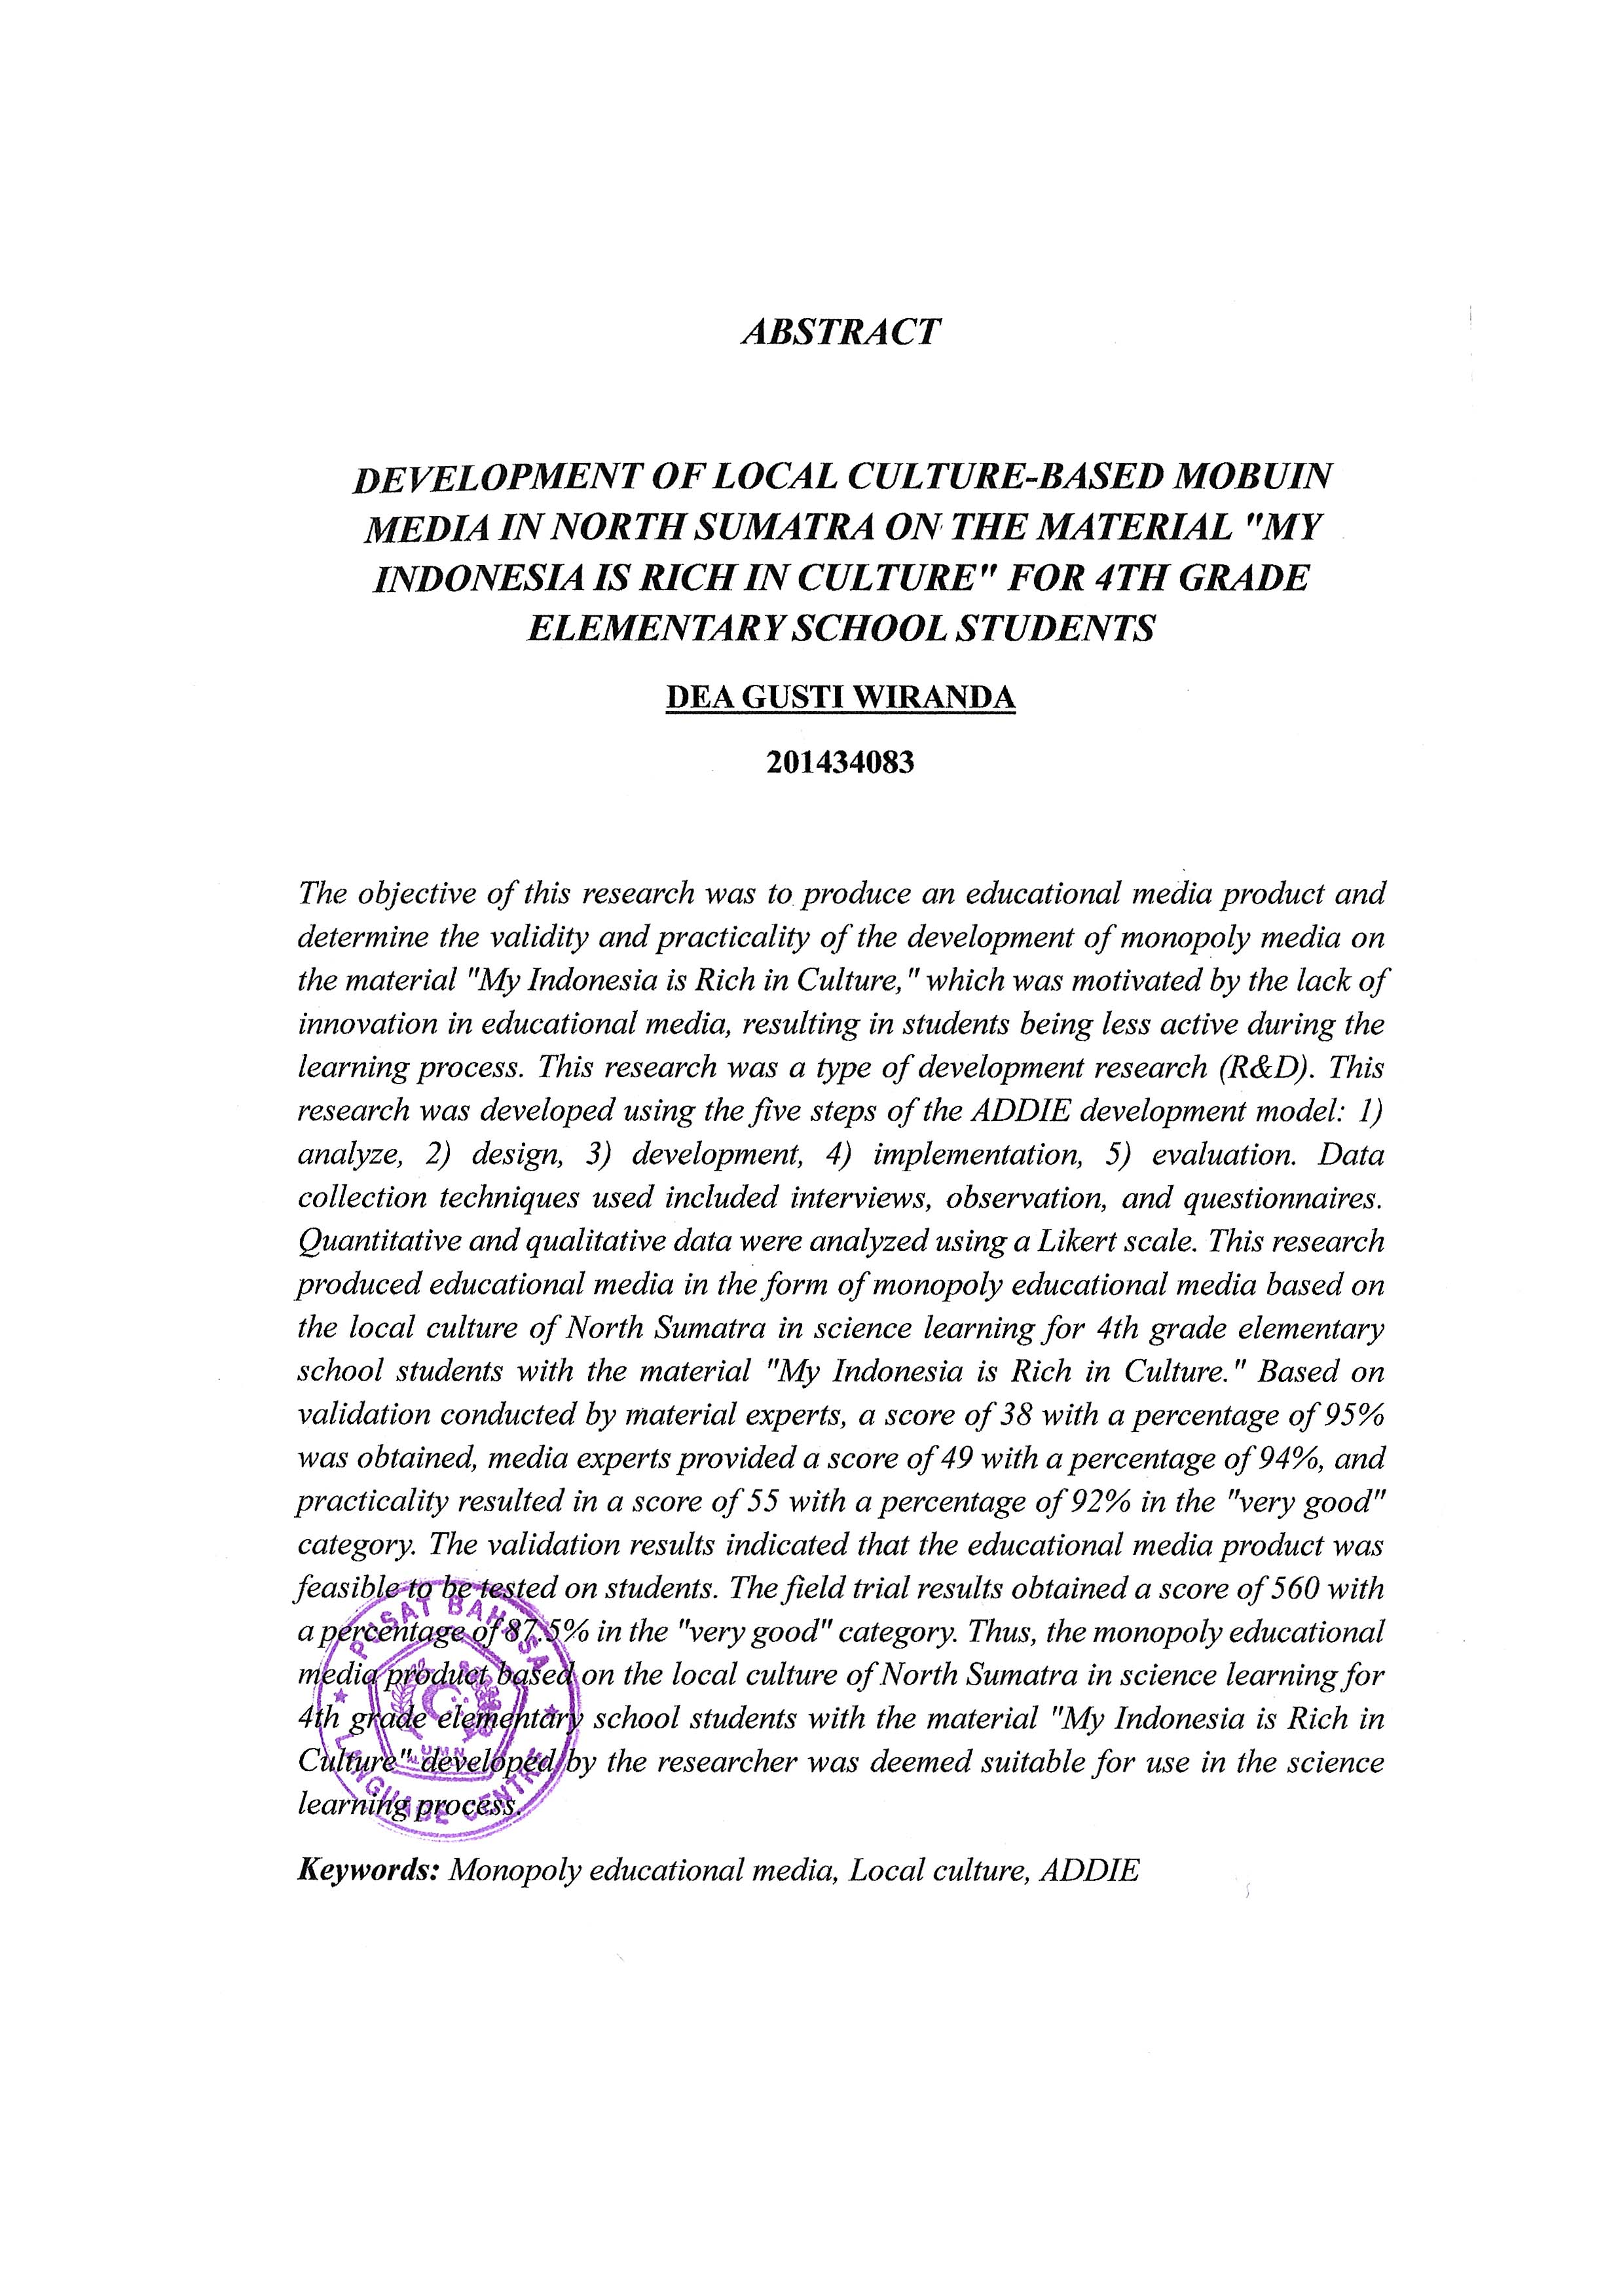 ABSTRACT
DEVELOPMENT OF LOCAL CULTURE-BASED MOBUIN
MEDIA IN NORTH SUMATRA ON THE MATERIAL "MY
INDONESIA IS RICH IN CULTURE" FOR 4TH GRADE
ELEMENTARY SCHOOL STUDENTS
DEA GUSTI WIRANDA
201434083
The objective of this research was to produce an educational media product and
determine the validity and practicality of the development of monopoly media on
the material "My Indonesia is Rich in Culture," which was motivated by the lack of
innovation in educational media, resulting in students being less active during the
learning process. This research was a type of development research (R&D). This
research was developed using the five steps of the ADDIE development model: 1)
analyze, 2) design, 3) development, 4) implementation, 5) evaluation. Data
collection techniques used included interviews, observation, and questionnaires.
Quantitative and qualitative data were analyzed using a Likert scale. This research
produced educational media in the form of monopoly educational media based on
the local culture of North Sumatra in science learning for 4th grade elementary
school students with the material "My Indonesia is Rich in Culture." Based on
validation conducted by material experts, a score of 38 with a percentage of 95%
was obtained, media experts provided a score of 49 with a percentage of 94%, and
practicality resulted in a score of 55 with a percentage of 92% in the "very good"
category. The validation results indicated that the educational media product was
feasible to be tested on students. The field trial results obtained a score of 560 with
a percentage of 87.5% in the "very good" category. Thus, the monopoly educational
media product based on the local culture of North Sumatra in science learning for
4th grade elementary school students with the material "My Indonesia is Rich in
Culture" developed by the researcher was deemed suitable for use in the science
learning process.
PUSAT BAHASA
UMN
LANGUAGE CENTRE
Keywords: Monopoly educational media, Local culture, ADDIE